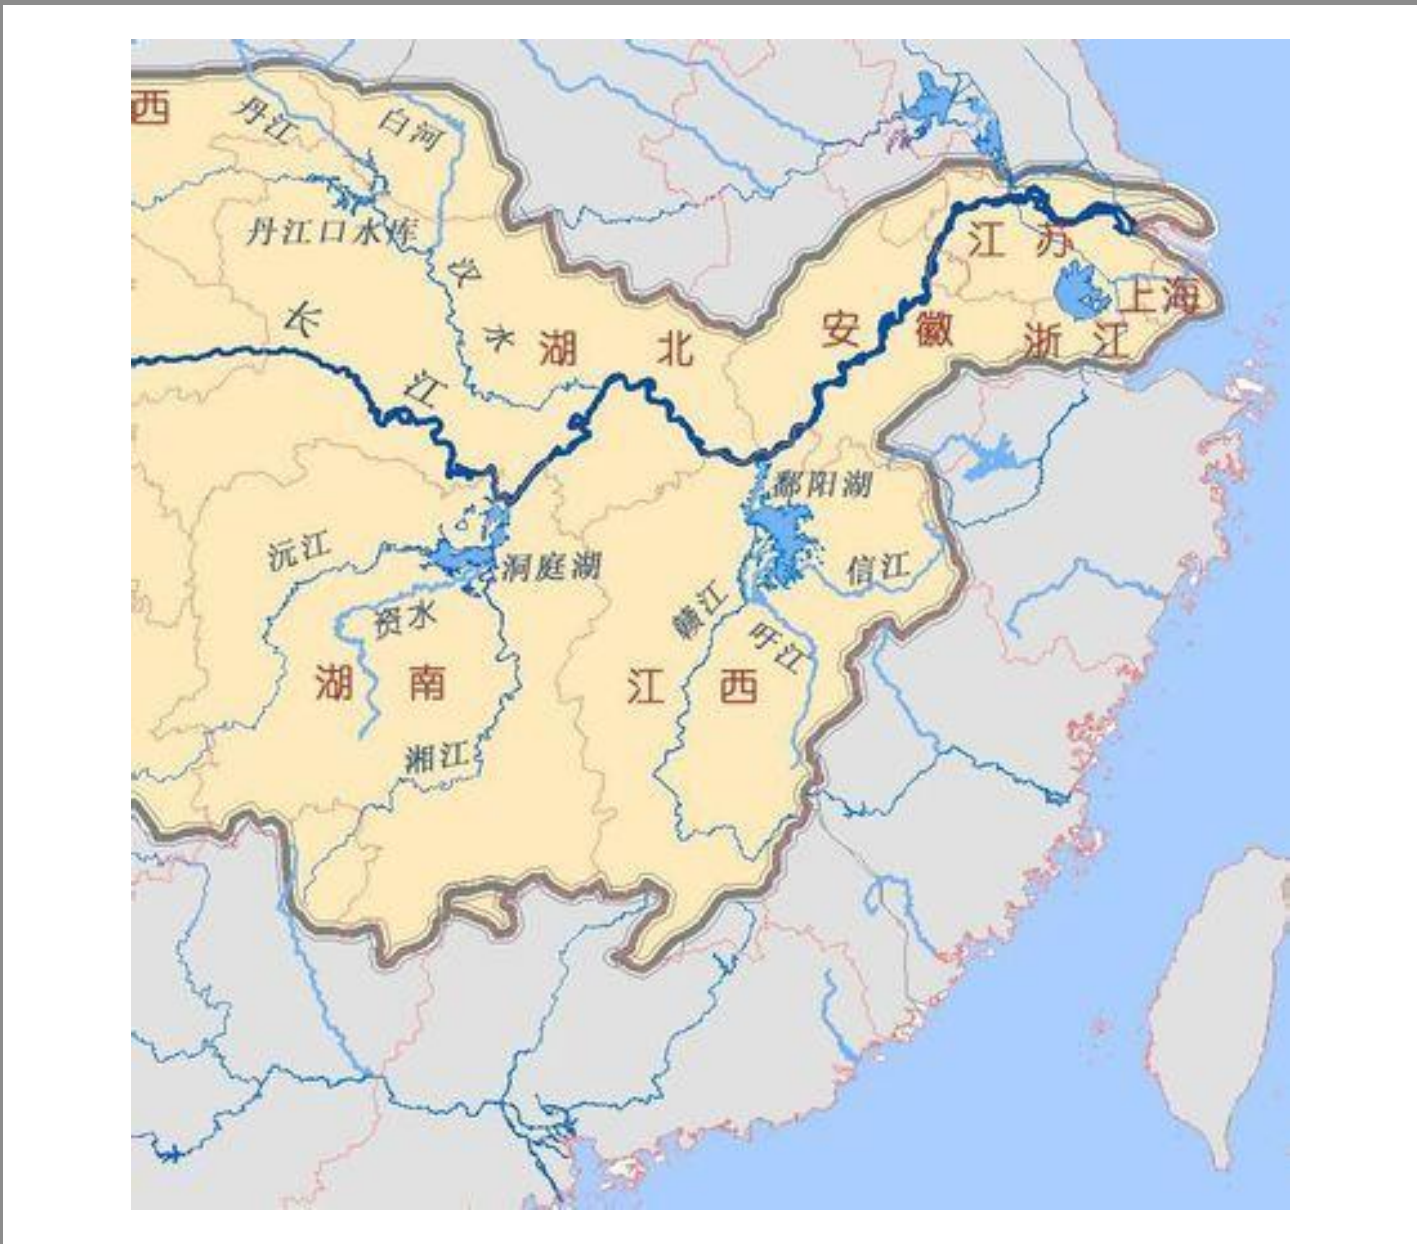 西
丹江
白河
丹江口水库
汉水
江苏
上海
长江
湖北
安徽
浙江
鄱阳湖
沅江
洞庭湖
信江
资水
赣江
盱江
湖南
江西
湘江